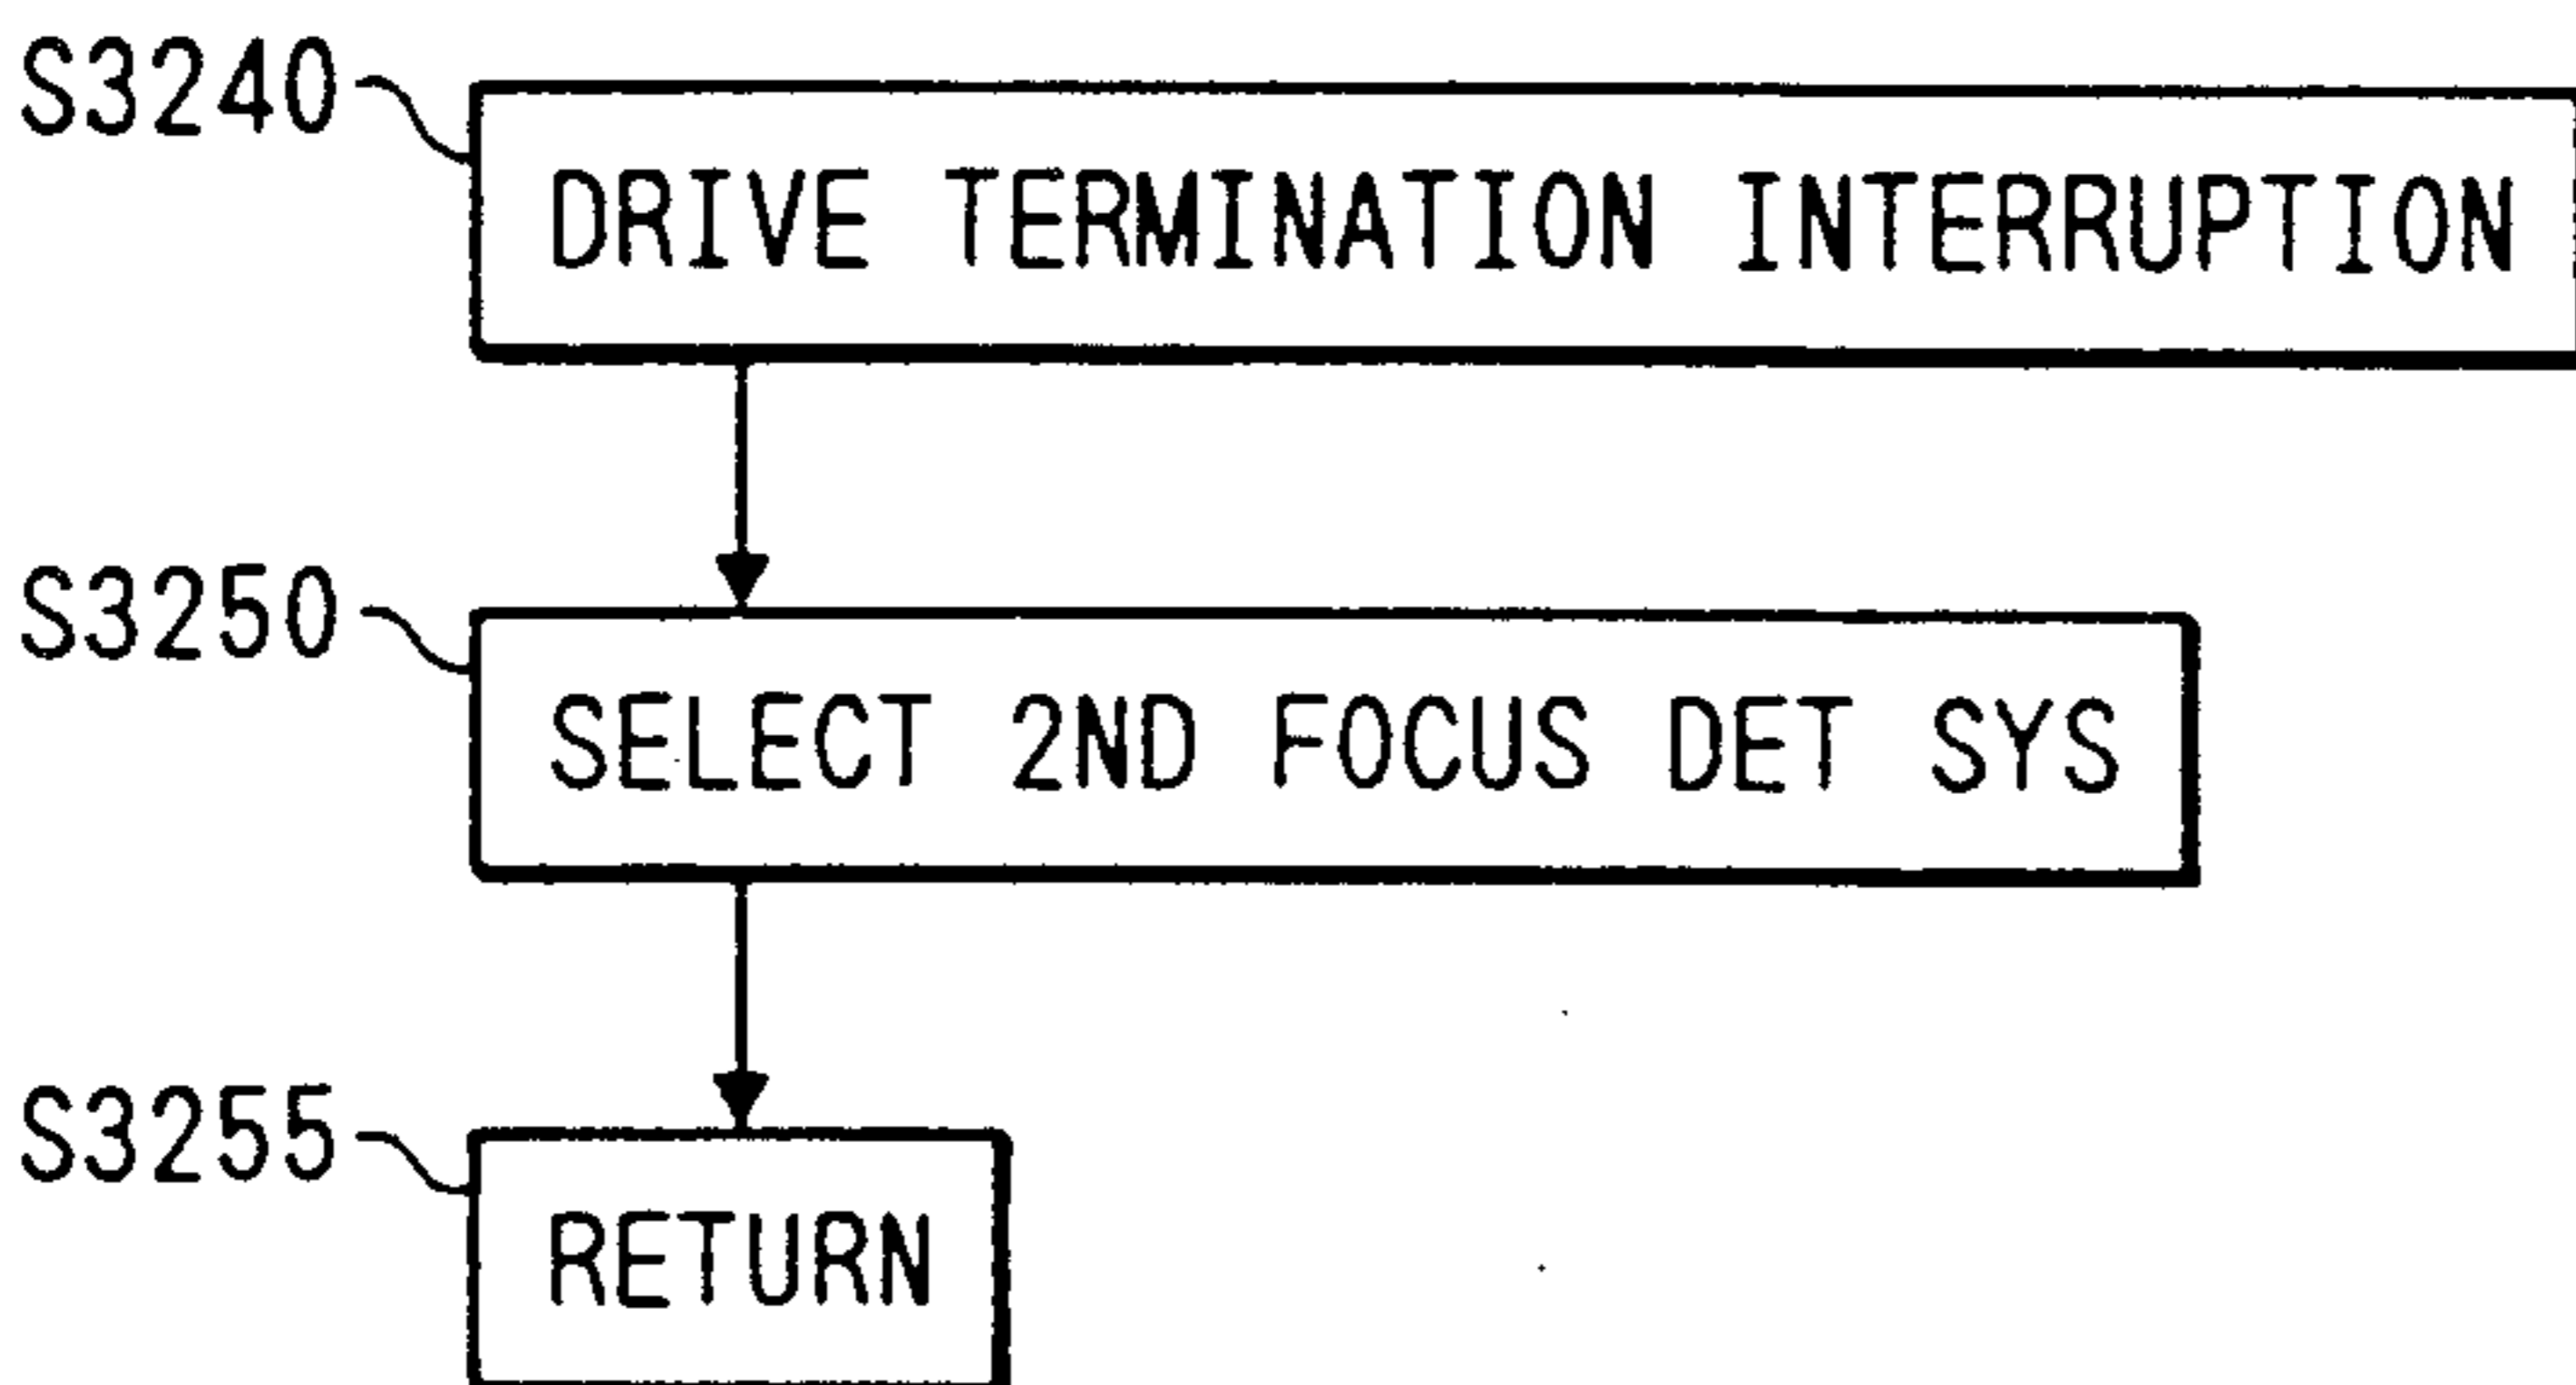 S3240
DRIVE TERMINATION INTERRUPTION
S3250
SELECT 2ND FOCUS DET SYS
S3255
RETURN